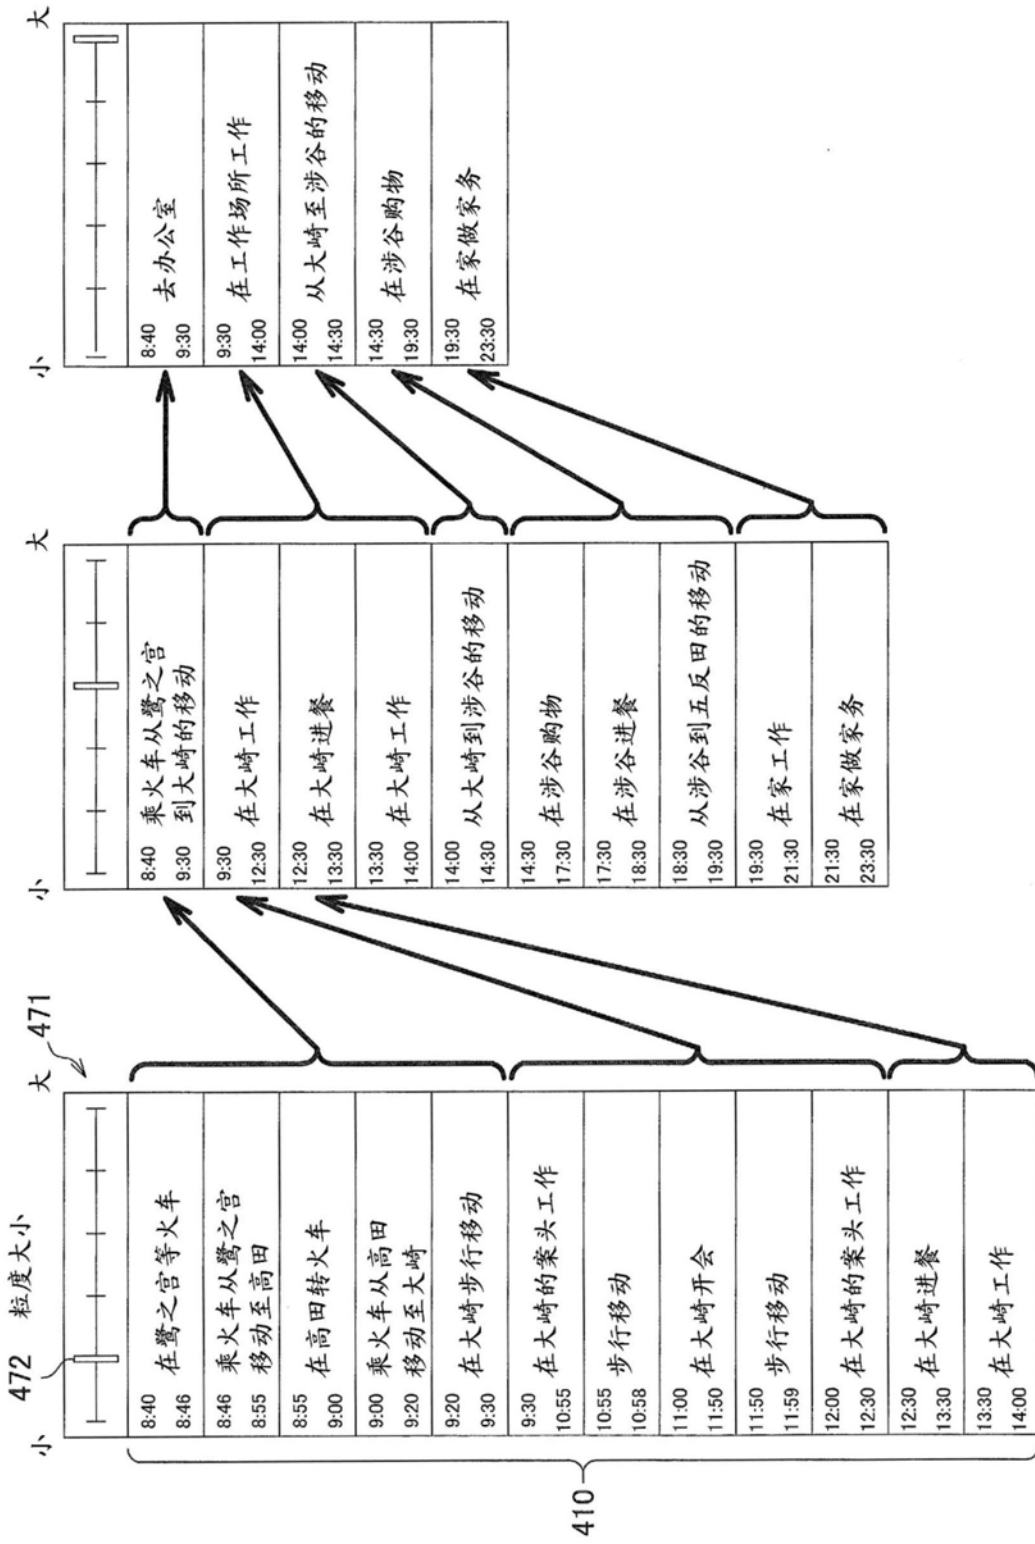 472
粒度大小
471
小
大
8:40
8:46
在鹭之宫等火车
8:46
8:55
乘火车从鹭之宫
移动至高田
8:55
9:00
在高田转火车
9:00
9:20
乘火车从高田
移动至大崎
9:20
9:30
在大崎步行移动
9:30
10:55
在大崎的案头工作
10:55
10:58
步行移动
11:00
11:50
在大崎开会
11:50
11:59
步行移动
12:00
12:30
在大崎的案头工作
12:30
13:30
在大崎进餐
13:30
14:00
在大崎工作
410
小
大
8:40
9:30
乘火车从鹭之宫
到大崎的移动
9:30
12:30
在大崎工作
12:30
13:30
在大崎进餐
13:30
14:00
在大崎工作
14:00
14:30
从大崎到涉谷的移动
14:30
17:30
在涉谷购物
17:30
18:30
在涉谷进餐
18:30
19:30
从涉谷到五反田的移动
19:30
21:30
在家工作
21:30
23:30
在家做家务
小
大
8:40
9:30
去办公室
9:30
14:00
在工作场所工作
14:00
14:30
从大崎至涉谷的移动
14:30
19:30
在涉谷购物
19:30
23:30
在家做家务